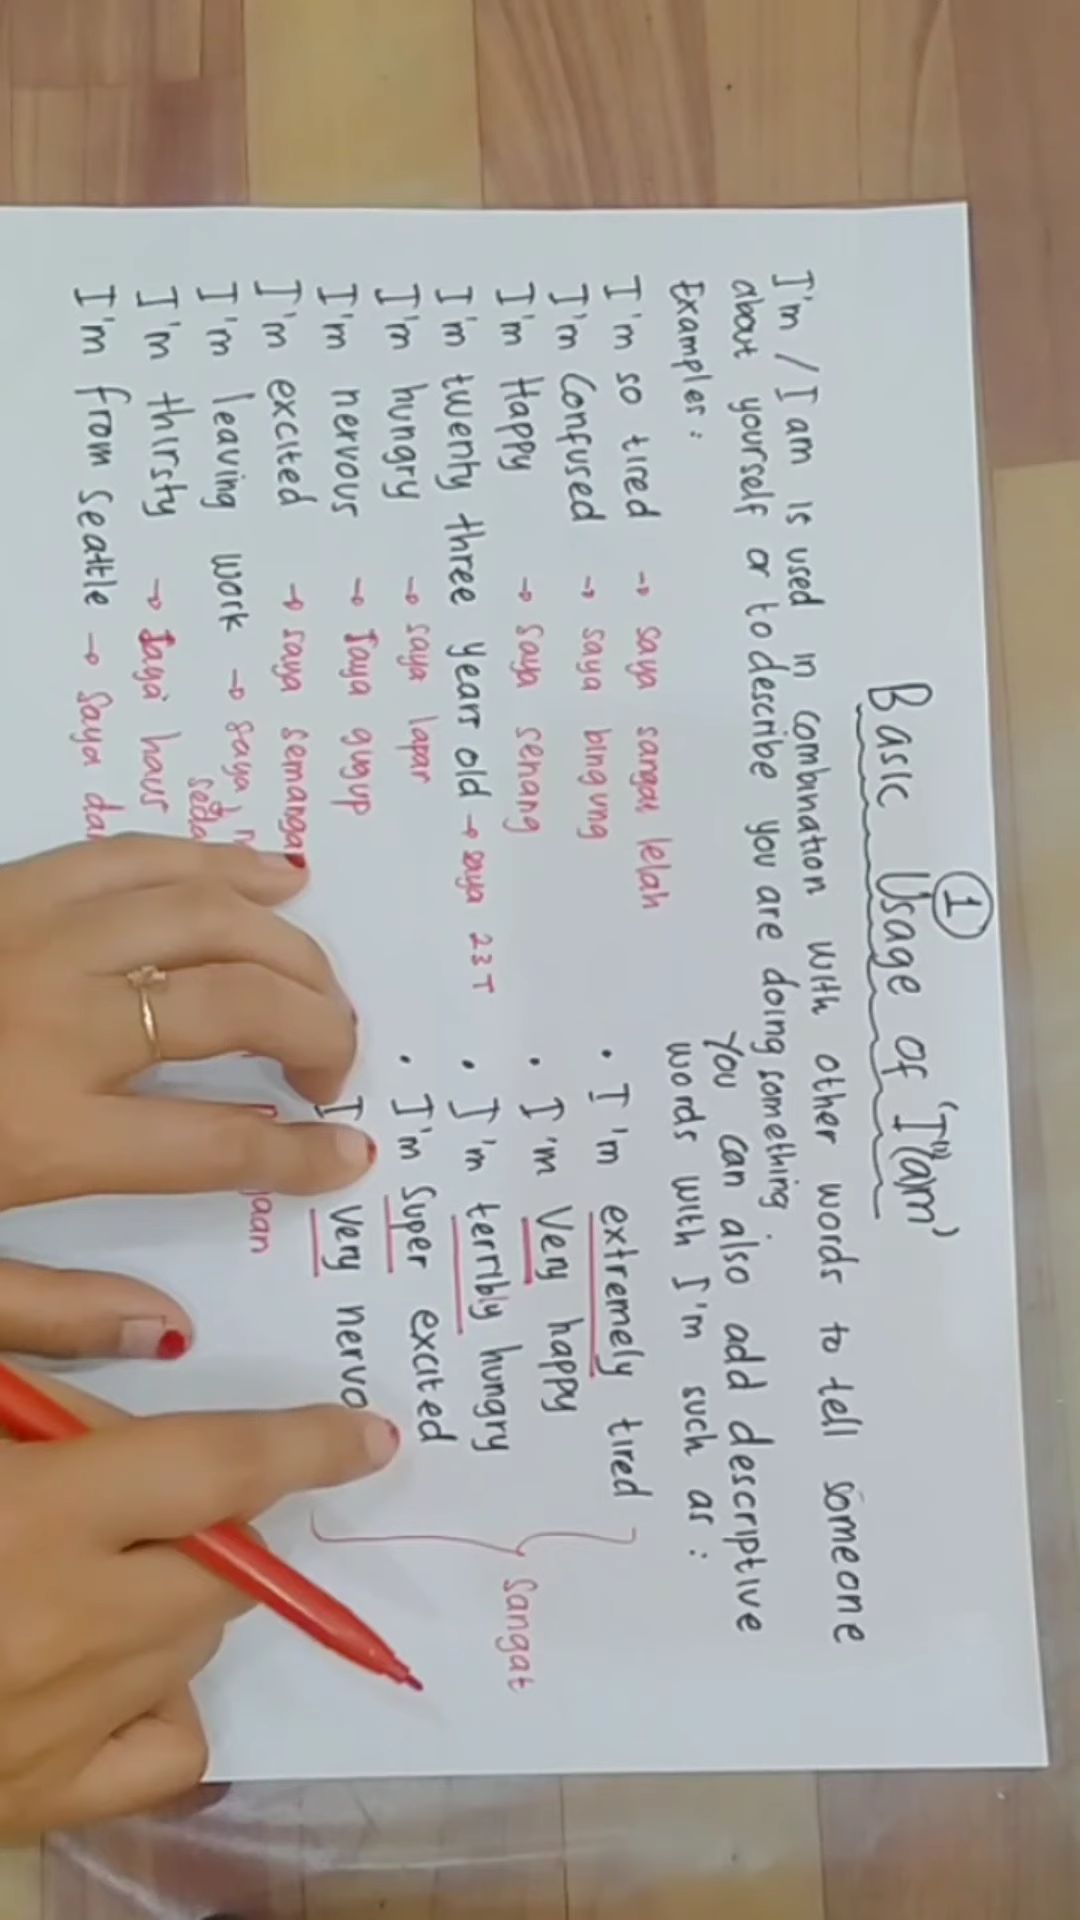 1
Basic Usage of 'I'm/I am'
I'm / I am is used in combination with other words to tell someone
about yourself or to describe you are doing something
Examples:
I'm so tired → saya sangat lelah
I'm Confused → saya bingung
I'm Happy → saya senang
I'm twenty three years old → saya 23T
I'm hungry → saya lapar
I'm nervous → saya gugup
I'm excited → saya semangat
I'm leaving work → saya
I'm thirsty → saya haus
I'm from Seattle → saya
You can also add descriptive
words with I'm such as:
• I'm extremely tired
• I'm Very happy
• I'm terribly hungry
• I'm Super excited
I Very nervo
Sangat